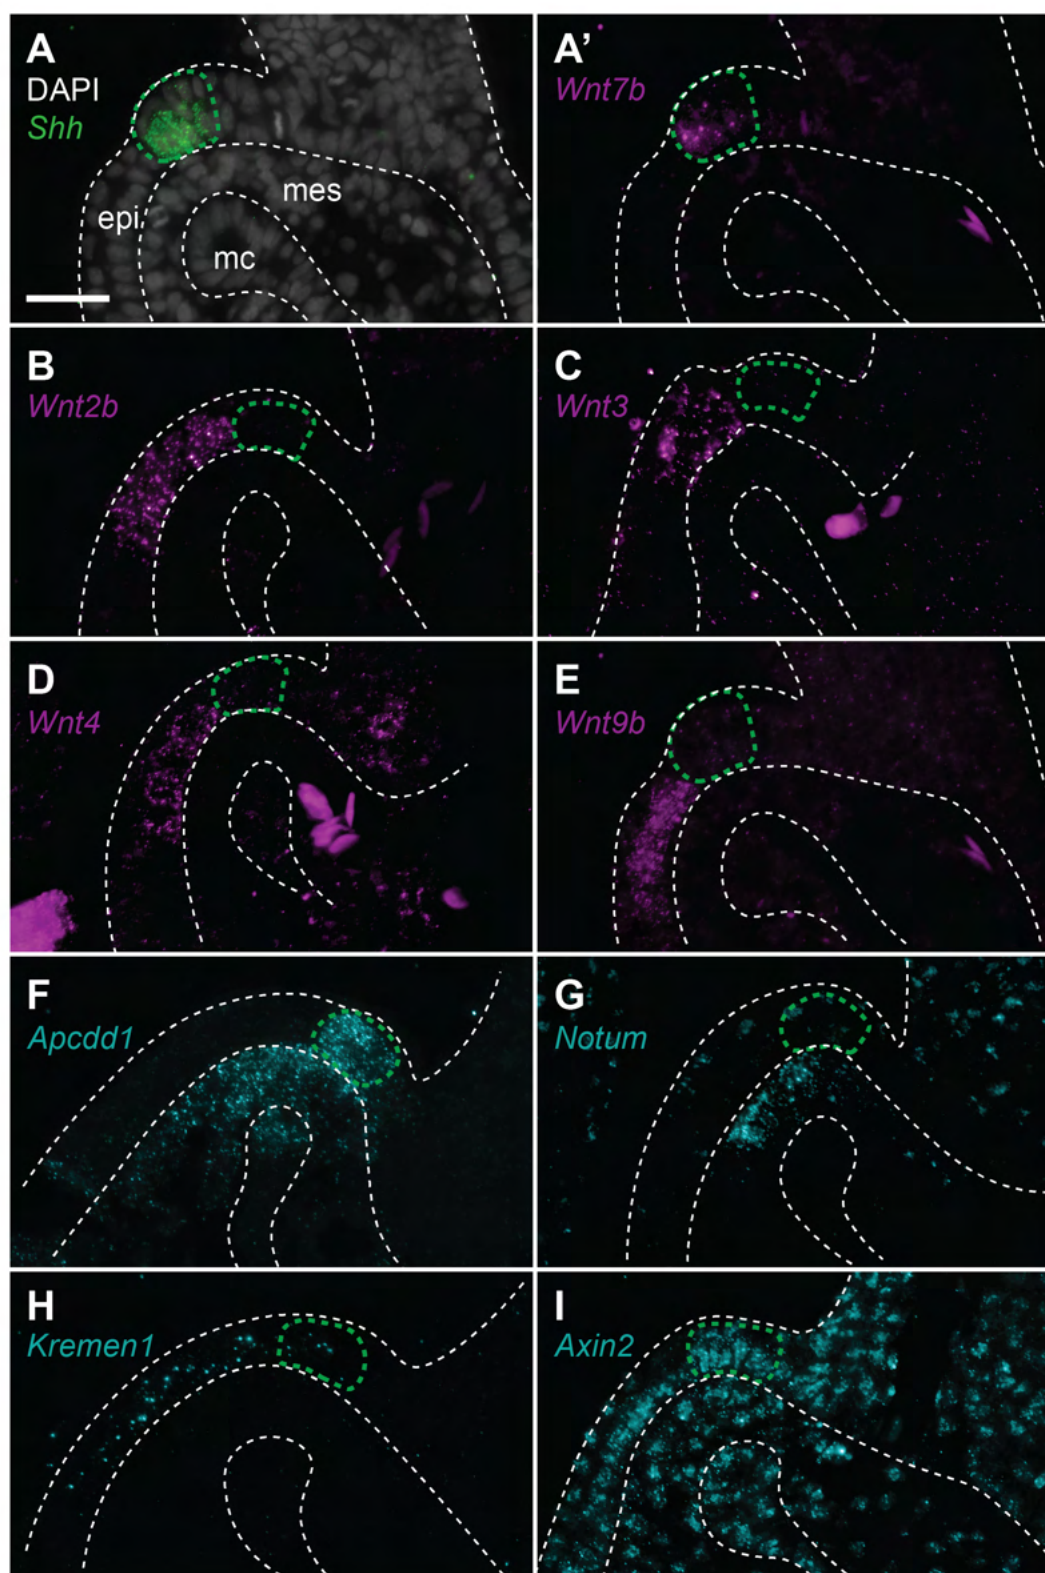 A
DAPI
Shh
epi
mes
mc
A’
Wnt7b
B
Wnt2b
C
Wnt3
D
Wnt4
E
Wnt9b
F
Apcdd1
G
Notum
H
Kremen1
I
Axin2